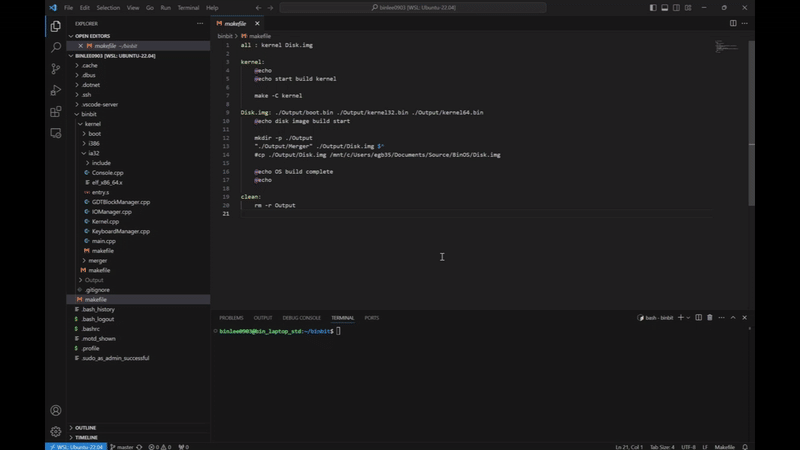 File Edit Selection View Go Run Terminal Help
binlee0903 [WSL: Ubuntu-22.04]
EXPLORER
makefile
OPEN EDITORS
makefile ~/binbit
BINLEE0903 [WSL: UBUNTU-22.04]
.cache
.dbus
.dotnet
.ssh
.vscode-server
binbit
kernel
boot
i386
ia32
include
Console.cpp
elf_x86_64.x
entry.s
GDTBlockManager.cpp
IOManager.cpp
Kernel.cpp
KeyboardManager.cpp
main.cpp
makefile
merger
makefile
Output
.gitignore
makefile
.bash_history
.bash_logout
.bashrc
.motd_shown
.profile
.sudo_as_admin_successful
OUTLINE
TIMELINE
binbit > makefile
1 all : kernel Disk.img
2
3 kernel:
4 @echo
5 @echo start build kernel
6
7 make -C kernel
8
9 Disk.img: ./Output/boot.bin ./Output/kernel32.bin ./Output/kernel64.bin
10 @echo disk image build start
11
12 mkdir -p ./Output
13 "./Output/Merger" ./Output/Disk.img $^
14 #cp ./Output/Disk.img /mnt/c/Users/egb35/Documents/Source/BinOS/Disk.img
15
16 @echo OS build complete
17 @echo
18
19 clean:
20 rm -r Output
21
PROBLEMS OUTPUT DEBUG CONSOLE TERMINAL PORTS
bash - binbit
binlee0903@bin_laptop_std:~/binbit$
WSL: Ubuntu-22.04 master 0 0 0 Ln 21, Col 1 Tab Size: 4 UTF-8 LF Makefile